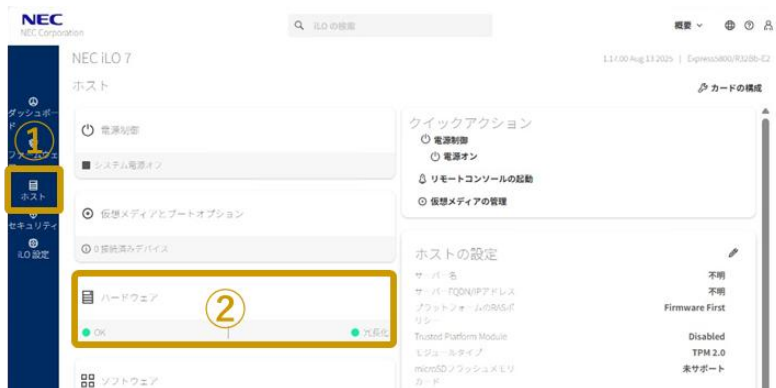 NEC
NEC Corporation
iLO の検索
概要
NEC iLO 7
1.17.00 Aug 13 2025 | Express5800/R320b-E2
ホスト
カードの構成
ダッシュボー
ド
①
ファームウェ
ホスト
セキュリティ
iLO 設定
電源制御
システム電源オフ
仮想メディアとブートオプション
0 接続済みデバイス
ハードウェア
②
OK
冗長化
ソフトウェア
クイックアクション
電源制御
電源オン
リモートコンソールの起動
仮想メディアの管理
ホストの設定
サーバー名 不明
サーバーFQDN/IPアドレス 不明
プラットフォームのRASポ
リシー Firmware First
Trusted Platform Module Disabled
モジュールタイプ TPM 2.0
microSDフラッシュメモリ
カード 未サポート